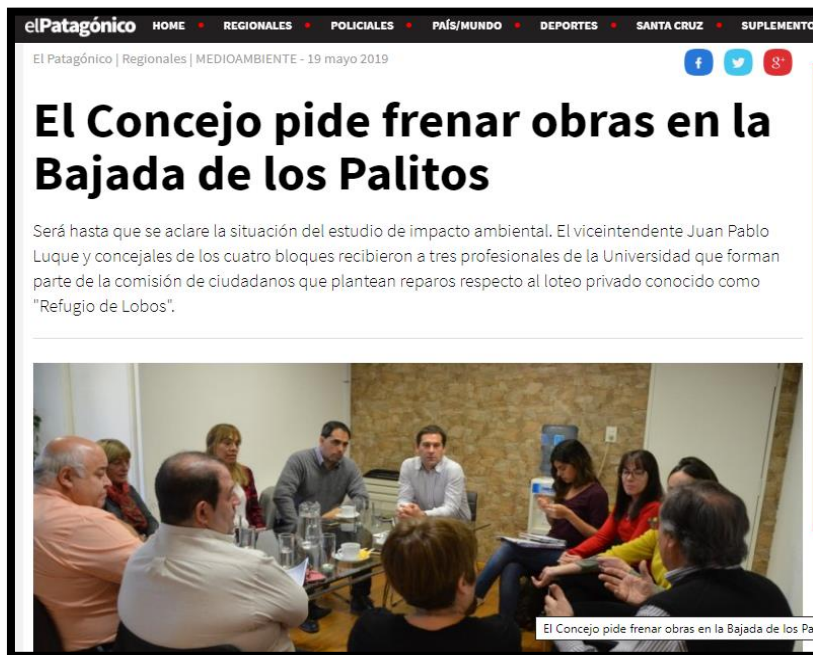 elPatagónico HOME • REGIONALES • POLICIALES • PAÍS/MUNDO • DEPORTES • SANTA CRUZ • SUPLEMENTO
El Patagónico | Regionales | MEDIOAMBIENTE - 19 mayo 2019
El Concejo pide frenar obras en la
Bajada de los Palitos
Será hasta que se aclare la situación del estudio de impacto ambiental. El viceintendente Juan Pablo
Luque y concejales de los cuatro bloques recibieron a tres profesionales de la Universidad que forman
parte de la comisión de ciudadanos que plantean reparos respecto al loteo privado conocido como
"Refugio de Lobos".
El Concejo pide frenar obras en la Bajada de los Pa